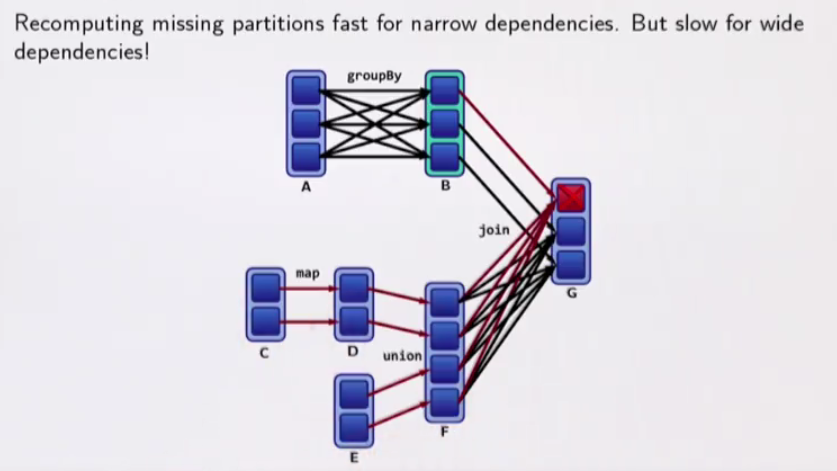 Recomputing missing partitions fast for narrow dependencies. But slow for wide
dependencies!
groupBy
A
B
join
G
map
C
D
union
F
E